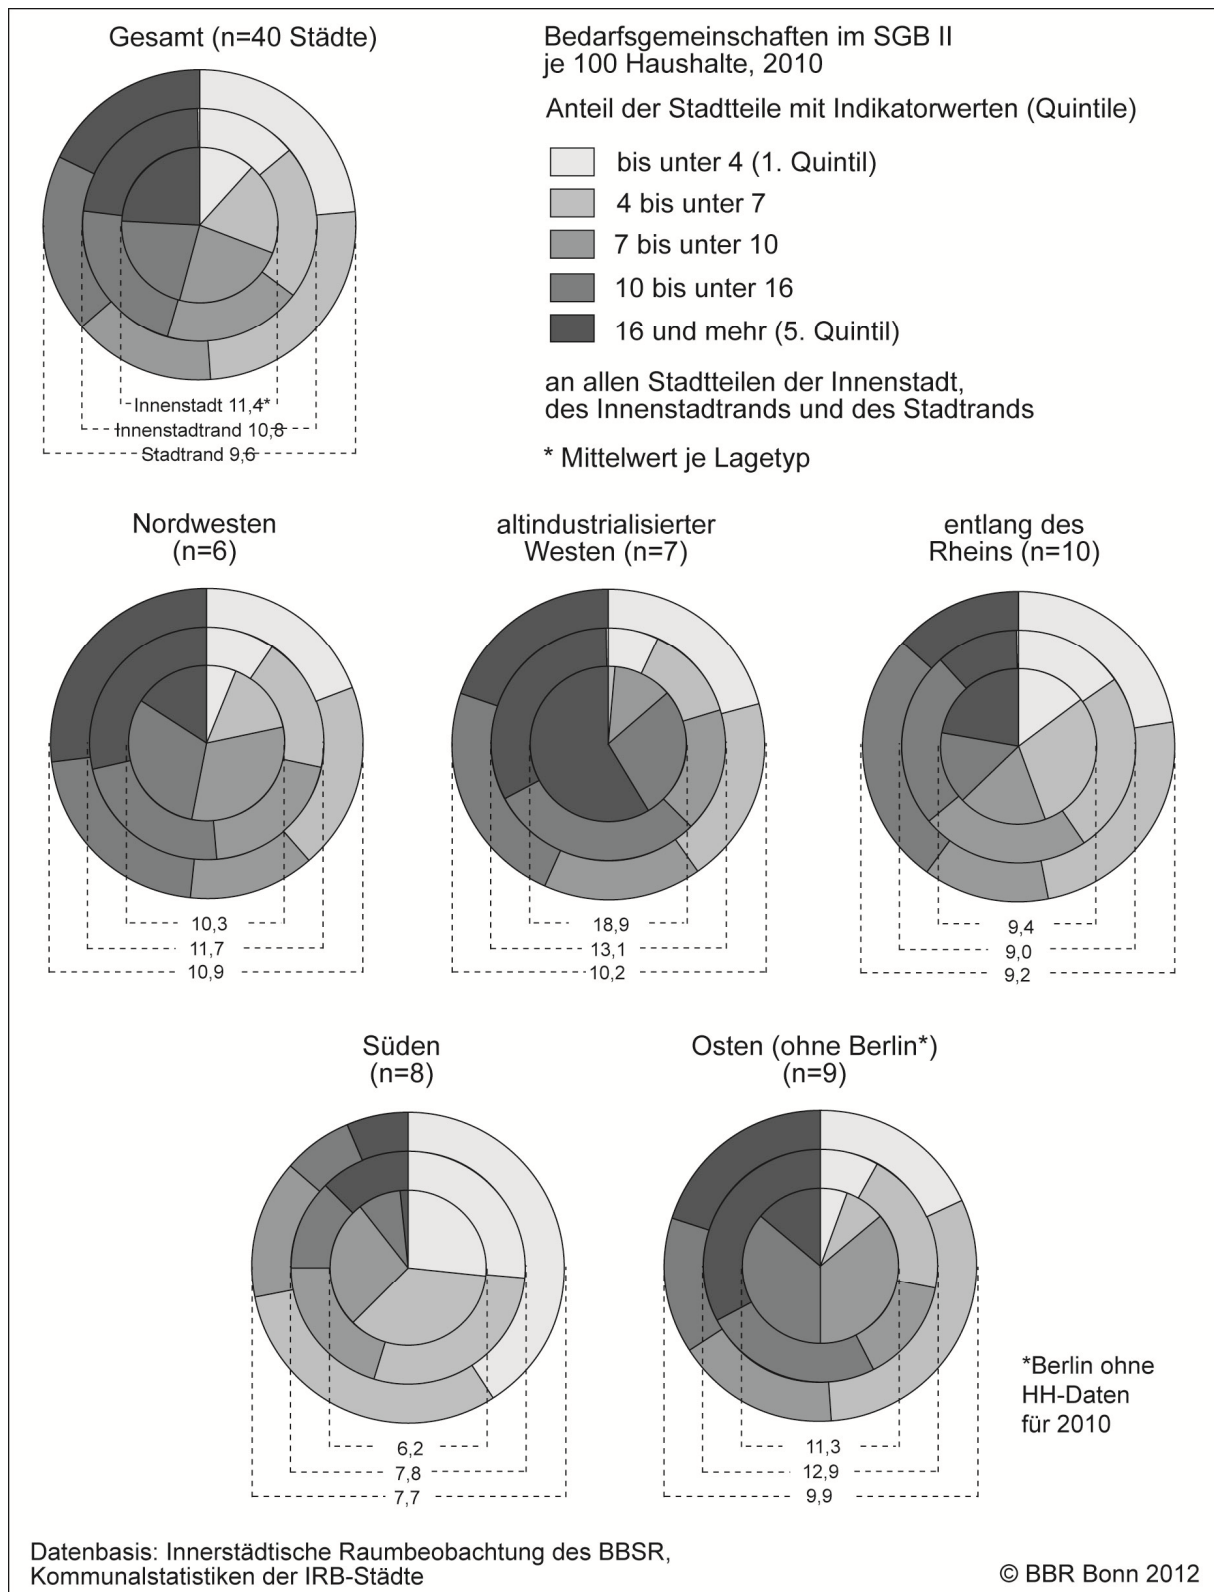 Gesamt (n=40 Städte)
Innenstadt 11,4*
Innenstadtrand 10,8
Stadtrand 9,6
Bedarfsgemeinschaften im SGB II
je 100 Haushalte, 2010
Anteil der Stadtteile mit Indikatorwerten (Quintile)
bis unter 4 (1. Quintil)
4 bis unter 7
7 bis unter 10
10 bis unter 16
16 und mehr (5. Quintil)
an allen Stadtteilen der Innenstadt,
des Innenstadtrands und des Stadtrands
* Mittelwert je Lagetyp
Nordwesten
(n=6)
10,3
11,7
10,9
altindustrialisierter
Westen (n=7)
18,9
13,1
10,2
entlang des
Rheins (n=10)
9,4
9,0
9,2
Süden
(n=8)
6,2
7,8
7,7
Osten (ohne Berlin*)
(n=9)
11,3
12,9
9,9
*Berlin ohne
HH-Daten
für 2010
Datenbasis: Innerstädtische Raumbeobachtung des BBSR,
Kommunalstatistiken der IRB-Städte
© BBR Bonn 2012